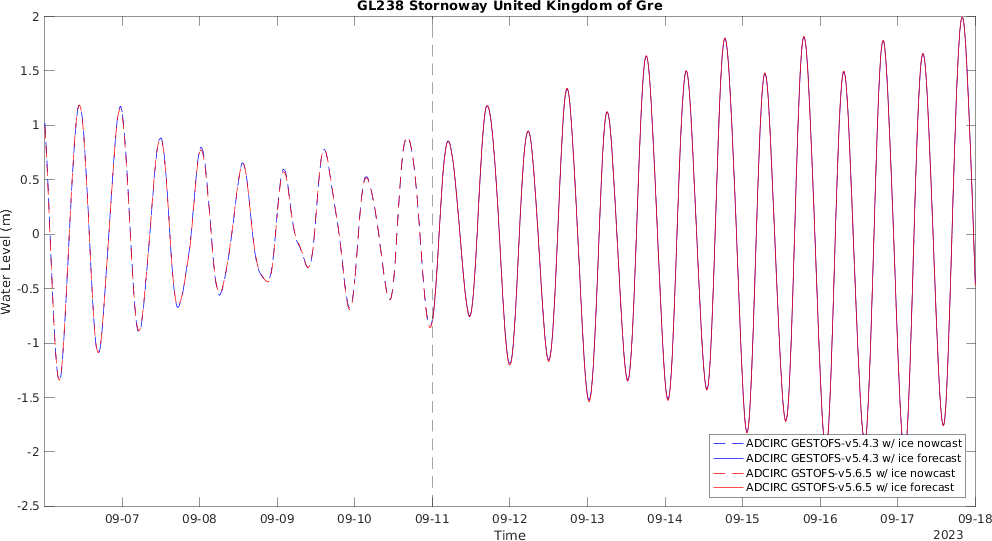 GL238 Stornoway United Kingdom of Gre
2
1.5
1
0.5
0
-0.5
-1
-1.5
-2
-2.5
Water Level (m)
ADCIRC GESTOFS-v5.4.3 w/ ice nowcast
ADCIRC GESTOFS-v5.4.3 w/ ice forecast
ADCIRC GSTOFS-v5.6.5 w/ ice nowcast
ADCIRC GSTOFS-v5.6.5 w/ ice forecast
09-07 09-08 09-09 09-10 09-11 09-12 09-13 09-14 09-15 09-16 09-17 09-18
Time
2023